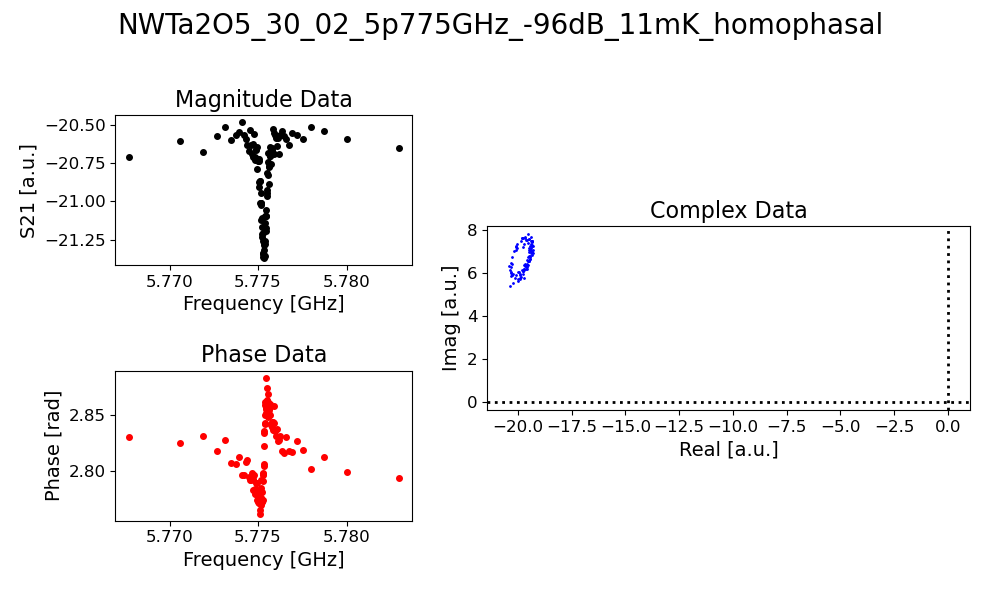 NWTa2O5_30_02_5p775GHz_-96dB_11mK_homophasal
Magnitude Data
−20.50
−20.75
−21.00
−21.25
S21 [a.u.]
5.770 5.775 5.780
Frequency [GHz]
Phase Data
2.85
2.80
Phase [rad]
5.770 5.775 5.780
Frequency [GHz]
Complex Data
8
6
4
2
0
Imag [a.u.]
−20.0 −17.5 −15.0 −12.5 −10.0 −7.5 −5.0 −2.5 0.0
Real [a.u.]